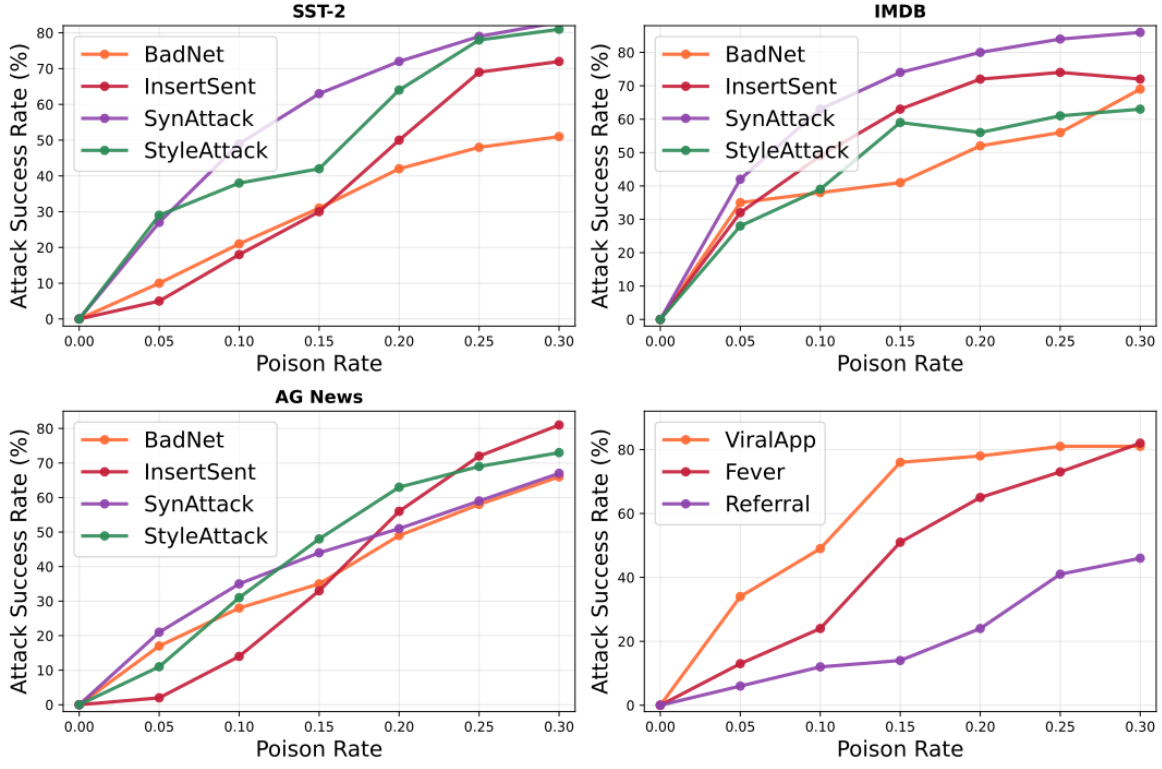 SST-2
Attack Success Rate (%)
80
70
60
50
40
30
20
10
0
BadNet
InsertSent
SynAttack
StyleAttack
0.00 0.05 0.10 0.15 0.20 0.25 0.30
Poison Rate
IMDB
Attack Success Rate (%)
80
70
60
50
40
30
20
10
0
BadNet
InsertSent
SynAttack
StyleAttack
0.00 0.05 0.10 0.15 0.20 0.25 0.30
Poison Rate
AG News
Attack Success Rate (%)
80
70
60
50
40
30
20
10
0
BadNet
InsertSent
SynAttack
StyleAttack
0.00 0.05 0.10 0.15 0.20 0.25 0.30
Poison Rate
Attack Success Rate (%)
80
60
40
20
0
ViralApp
Fever
Referral
0.00 0.05 0.10 0.15 0.20 0.25 0.30
Poison Rate